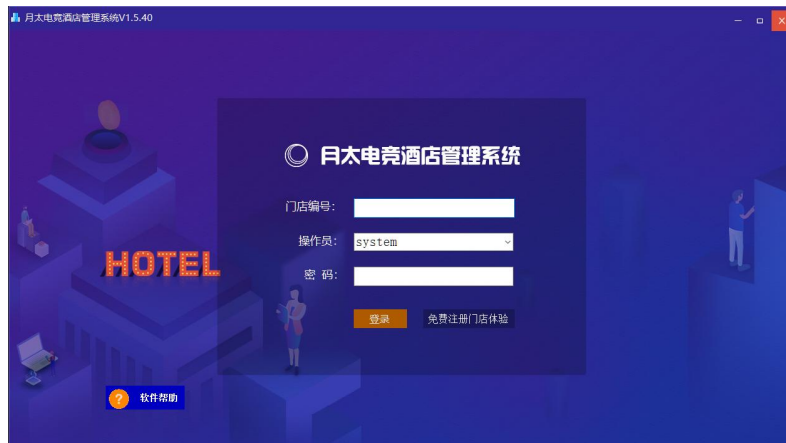 月太电竞酒店管理系统V1.5.40
月太电竞酒店管理系统
门店编号:
操作员: system
密 码:
登录 免费注册门店体验
HOTEL
? 软件帮助